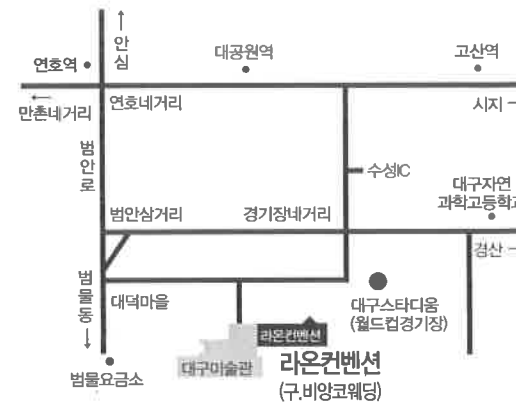 안심
대공원역
고산역
연호역
연호네거리
만촌네거리
시지
범안로
수성IC
대구자연
과학고등학교
범안삼거리
경기장네거리
경산
범물동
대덕마을
대구스타디움
(월드컵경기장)
라온컨벤션
대구미술관
라온컨벤션
범물요금소
(구.비앙코웨딩)